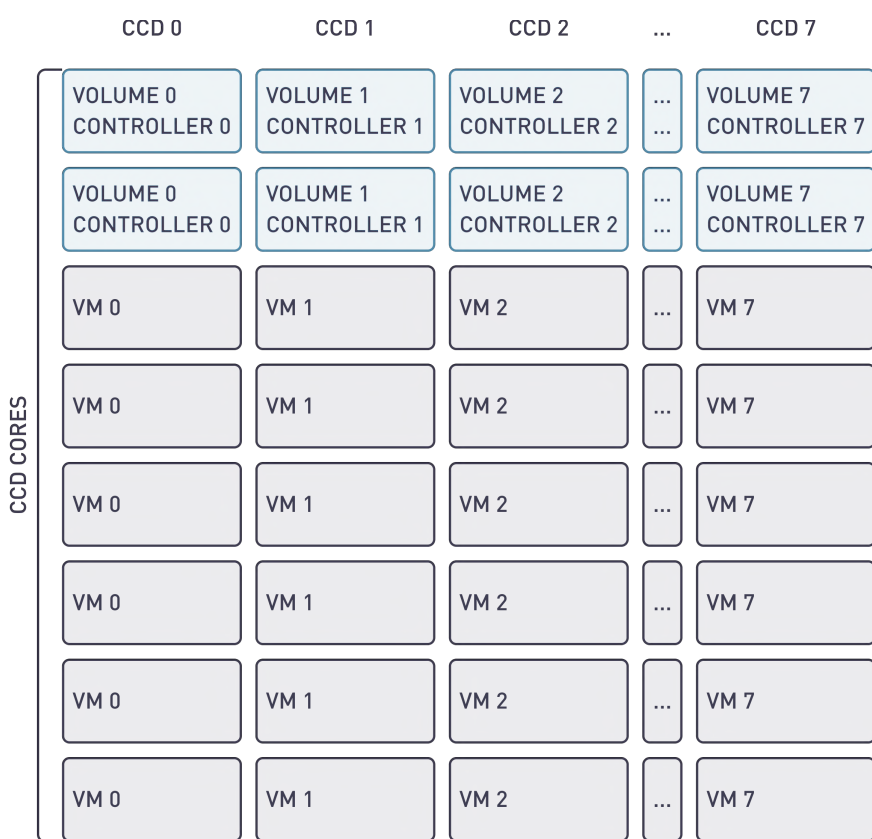 CCD 0 CCD 1 CCD 2 ... CCD 7
VOLUME 0 VOLUME 1 VOLUME 2 ... VOLUME 7
CONTROLLER 0 CONTROLLER 1 CONTROLLER 2 ... CONTROLLER 7
VOLUME 0 VOLUME 1 VOLUME 2 ... VOLUME 7
CONTROLLER 0 CONTROLLER 1 CONTROLLER 2 ... CONTROLLER 7
VM 0 VM 1 VM 2 ... VM 7
VM 0 VM 1 VM 2 ... VM 7
CCD CORES
VM 0 VM 1 VM 2 ... VM 7
VM 0 VM 1 VM 2 ... VM 7
VM 0 VM 1 VM 2 ... VM 7
VM 0 VM 1 VM 2 ... VM 7